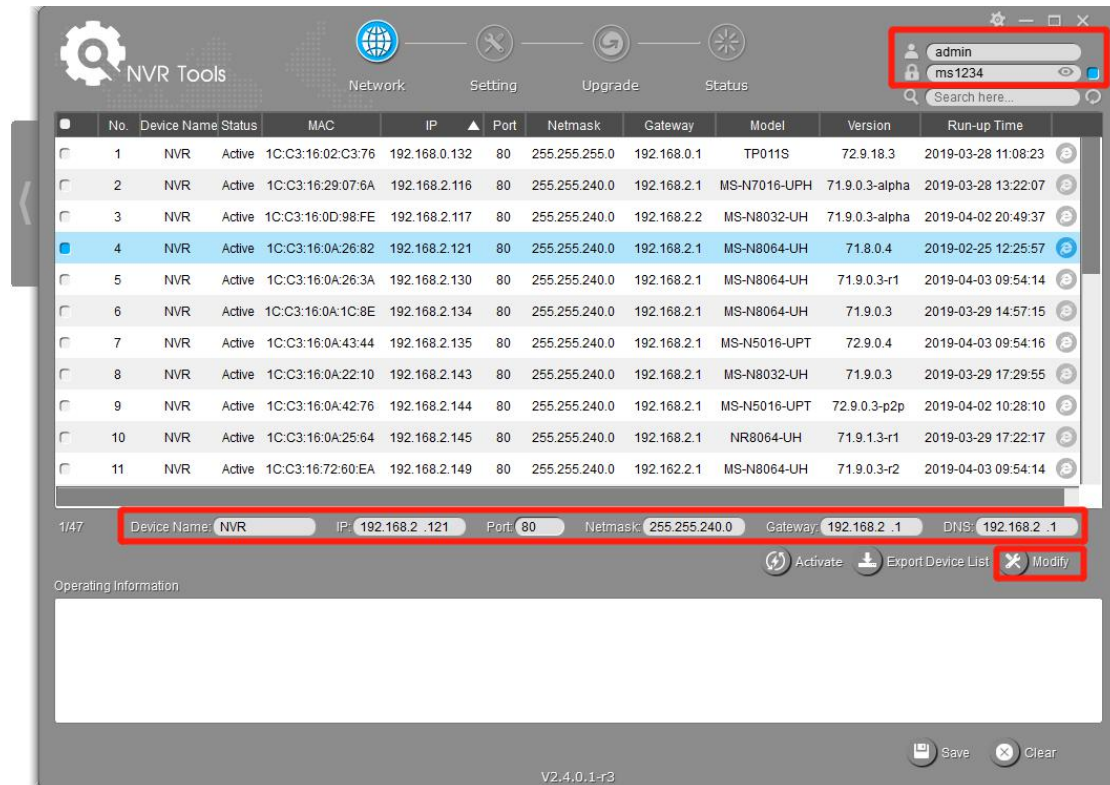 NVR Tools
Network Setting Upgrade Status
admin
ms1234
Search here...
No. Device Name Status MAC IP Port Netmask Gateway Model Version Run-up Time
1 NVR Active 1C:C3:16:02:C3:76 192.168.0.132 80 255.255.255.0 192.168.0.1 TP011S 72.9.18.3 2019-03-28 11:08:23
2 NVR Active 1C:C3:16:29:07:6A 192.168.2.116 80 255.255.240.0 192.168.2.1 MS-N7016-UPH 71.9.0.3-alpha 2019-03-28 13:22:07
3 NVR Active 1C:C3:16:0D:98:FE 192.168.2.117 80 255.255.240.0 192.168.2.2 MS-N8032-UH 71.9.0.3-alpha 2019-04-02 20:49:37
4 NVR Active 1C:C3:16:0A:26:82 192.168.2.121 80 255.255.240.0 192.168.2.1 MS-N8064-UH 71.8.0.4 2019-02-25 12:25:57
5 NVR Active 1C:C3:16:0A:26:3A 192.168.2.130 80 255.255.240.0 192.168.2.1 MS-N8064-UH 71.9.0.3-r1 2019-04-03 09:54:14
6 NVR Active 1C:C3:16:0A:1C:8E 192.168.2.134 80 255.255.240.0 192.168.2.1 MS-N8064-UH 71.9.0.3 2019-03-29 14:57:15
7 NVR Active 1C:C3:16:0A:43:44 192.168.2.135 80 255.255.240.0 192.168.2.1 MS-N5016-UPT 72.9.0.4 2019-04-03 09:54:16
8 NVR Active 1C:C3:16:0A:22:10 192.168.2.143 80 255.255.240.0 192.168.2.1 MS-N8032-UH 71.9.0.3 2019-03-29 17:29:55
9 NVR Active 1C:C3:16:0A:42:76 192.168.2.144 80 255.255.240.0 192.168.2.1 MS-N5016-UPT 72.9.0.3-p2p 2019-04-02 10:28:10
10 NVR Active 1C:C3:16:0A:25:64 192.168.2.145 80 255.255.240.0 192.168.2.1 NR8064-UH 71.9.1.3-r1 2019-03-29 17:22:17
11 NVR Active 1C:C3:16:72:60:EA 192.168.2.149 80 255.255.240.0 192.162.2.1 MS-N8064-UH 71.9.0.3-r2 2019-04-03 09:54:14
1/47 Device Name: NVR IP: 192.168.2 .121 Port: 80 Netmask: 255.255.240.0 Gateway: 192.168.2 .1 DNS: 192.168.2 .1
Activate Export Device List Modify
Operating Information
Save Clear
V2.4.0.1-r3